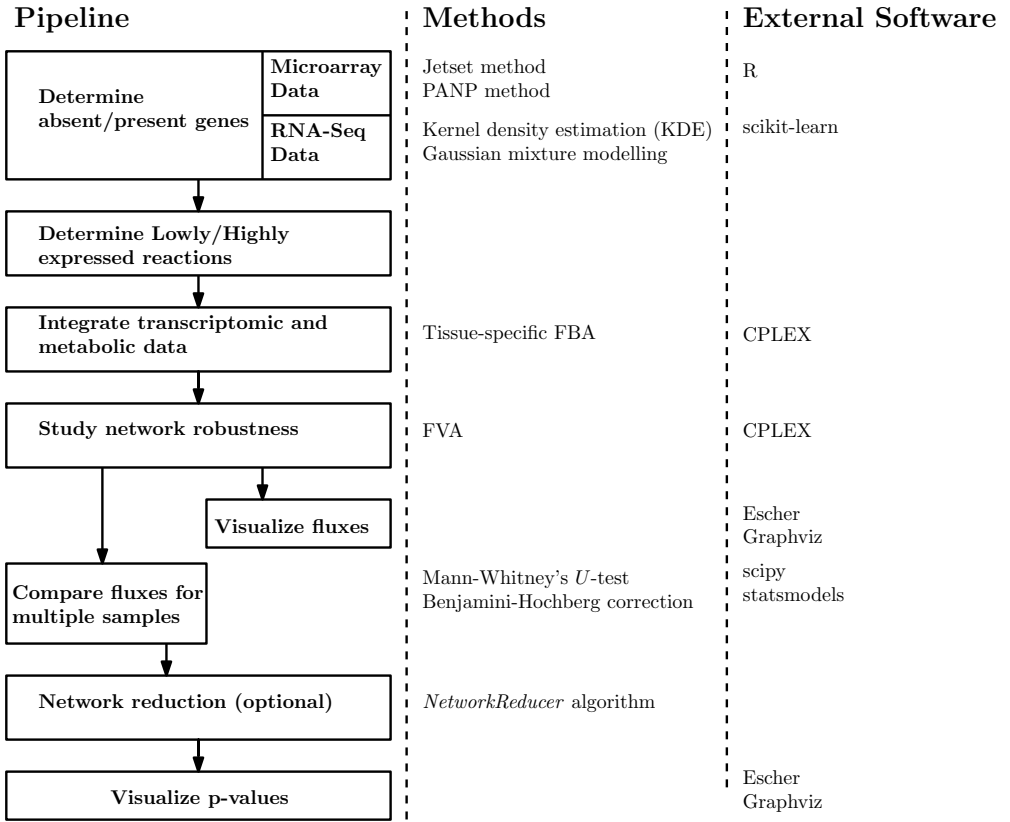 Pipeline
Methods
External Software
Determine
absent/present genes
Microarray
Data
Jetset method
PANP method
R
RNA-Seq
Data
Kernel density estimation (KDE)
Gaussian mixture modelling
scikit-learn
Determine Lowly/Highly
expressed reactions
Integrate transcriptomic and
metabolic data
Tissue-specific FBA
CPLEX
Study network robustness
FVA
CPLEX
Visualize fluxes
Escher
Graphviz
Compare fluxes for
multiple samples
Mann-Whitney's U-test
Benjamini-Hochberg correction
scipy
statsmodels
Network reduction (optional)
NetworkReducer algorithm
Visualize p-values
Escher
Graphviz